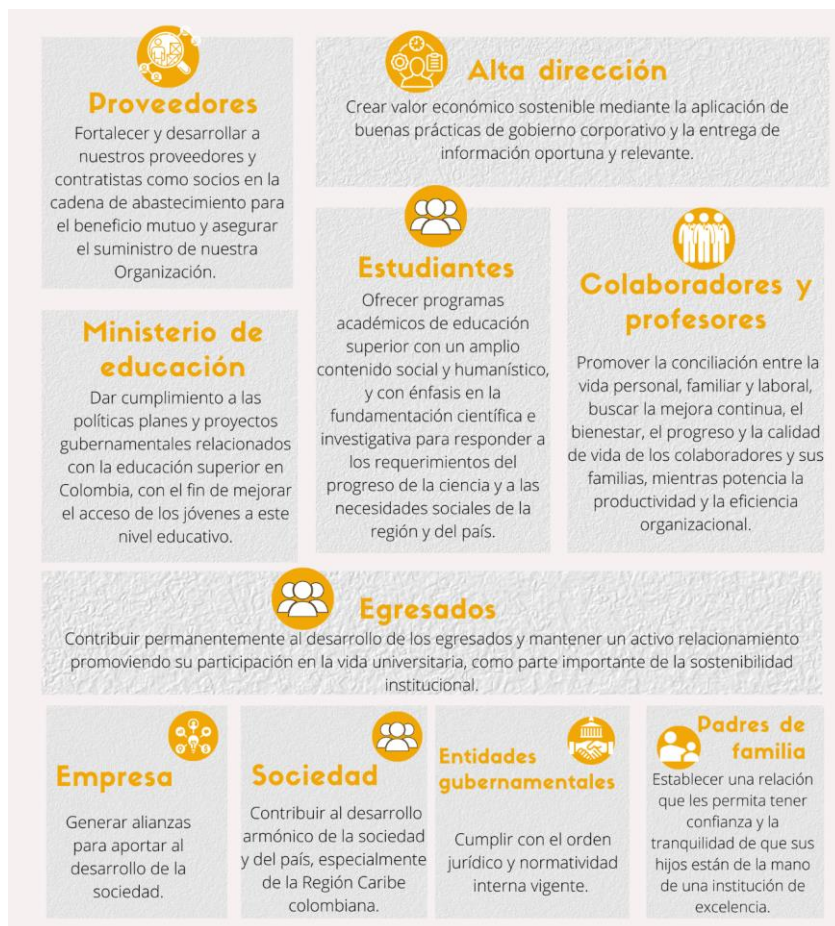 Proveedores
Fortalecer y desarrollar a
nuestros proveedores y
contratistas como socios en la
cadena de abastecimiento para
el beneficio mutuo y asegurar
el suministro de nuestra
Organización.
Alta dirección
Crear valor económico sostenible mediante la aplicación de
buenas prácticas de gobierno corporativo y la entrega de
información oportuna y relevante.
Ministerio de
educación
Dar cumplimiento a las
políticas planes y proyectos
gubernamentales relacionados
con la educación superior en
Colombia, con el fin de mejorar
el acceso de los jóvenes a este
nivel educativo.
Estudiantes
Ofrecer programas
académicos de educación
superior con un amplio
contenido social y humanístico,
y con énfasis en la
fundamentación científica e
investigativa para responder a
los requerimientos del
progreso de la ciencia y a las
necesidades sociales de la
región y del país.
Colaboradores y
profesores
Promover la conciliación entre la
vida personal, familiar y laboral,
buscar la mejora continua, el
bienestar, el progreso y la calidad
de vida de los colaboradores y sus
familias, mientras potencia la
productividad y la eficiencia
organizacional.
Egresados
Contribuir permanentemente al desarrollo de los egresados y mantener un activo relacionamiento
promoviendo su participación en la vida universitaria, como parte importante de la sostenibilidad
institucional.
Empresa
Generar alianzas
para aportar al
desarrollo de la
sociedad.
Sociedad
Contribuir al desarrollo
armónico de la sociedad
y del país, especialmente
de la Región Caribe
colombiana.
Entidades
gubernamentales
Cumplir con el orden
jurídico y normatividad
interna vigente.
Padres de
familia
Establecer una relación
que les permita tener
confianza y la
tranquilidad de que sus
hijos están de la mano
de una institución de
excelencia.